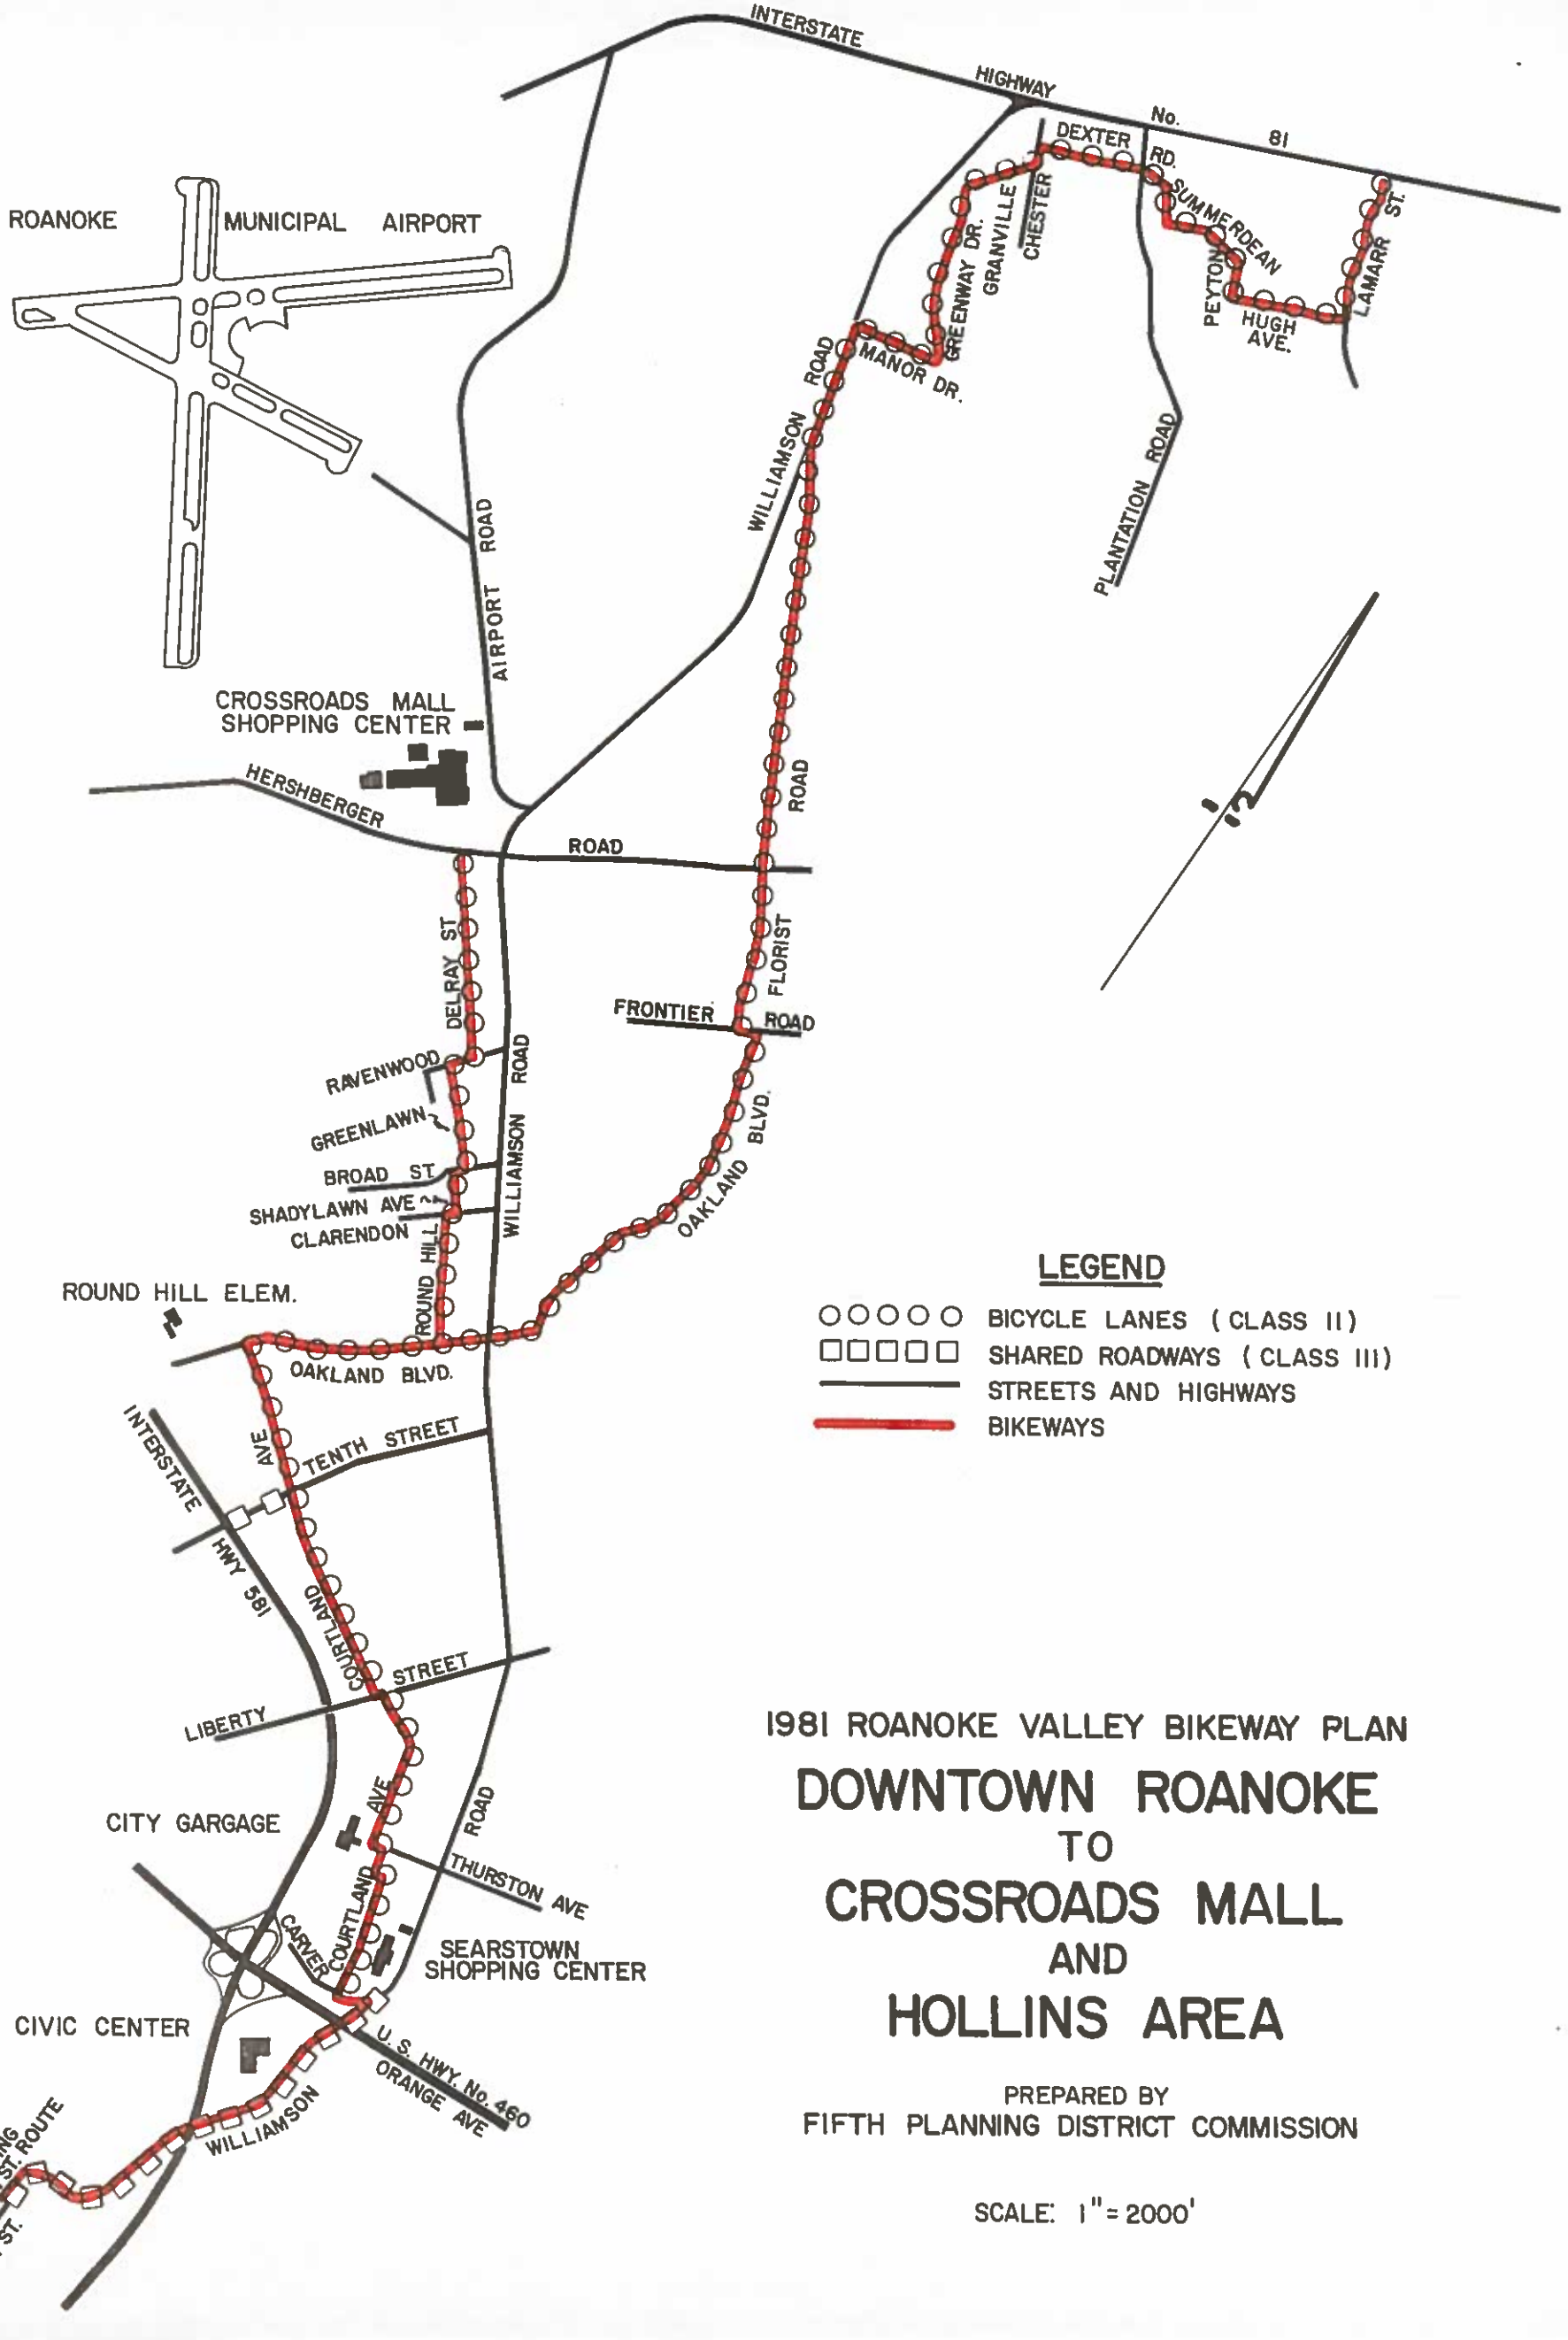 INTERSTATE
HIGHWAY
No.
81
DEXTER
RD.
SUMMERDEAN
LAMARR
ST.
ROANOKE MUNICIPAL AIRPORT
GRANVILLE
CHESTER
GREENWAY DR.
PEYTON
HUGH
AVE.
MANOR DR.
WILLIAMSON
ROAD
PLANTATION ROAD
AIRPORT ROAD
CROSSROADS MALL
SHOPPING CENTER
HERSHBERGER
ROAD
ROAD
12
DELRAY ST
FLORIST
FRONTIER
ROAD
RAVENWOOD
GREENLAWN
BROAD ST.
SHADYLAWN AVE
CLARENDON
WILLIAMSON ROAD
OAKLAND BLVD.
ROUND HILL
ROUND HILL ELEM.
OAKLAND BLVD.
LEGEND
BICYCLE LANES ( CLASS II )
SHARED ROADWAYS ( CLASS III )
STREETS AND HIGHWAYS
BIKEWAYS
INTERSTATE
HWY 581
AVE
TENTH STREET
COURTLAND
STREET
LIBERTY
CITY GARGAGE
AVE
ROAD
THURSTON AVE
COURTLAND
CARVER
SEARSTOWN
SHOPPING CENTER
CIVIC CENTER
U. S. HWY. No. 460
ORANGE AVE
WILLIAMSON
NG
ST. ROUTE
ST.
1981 ROANOKE VALLEY BIKEWAY PLAN
DOWNTOWN ROANOKE
TO
CROSSROADS MALL
AND
HOLLINS AREA
PREPARED BY
FIFTH PLANNING DISTRICT COMMISSION
SCALE: 1"= 2000'